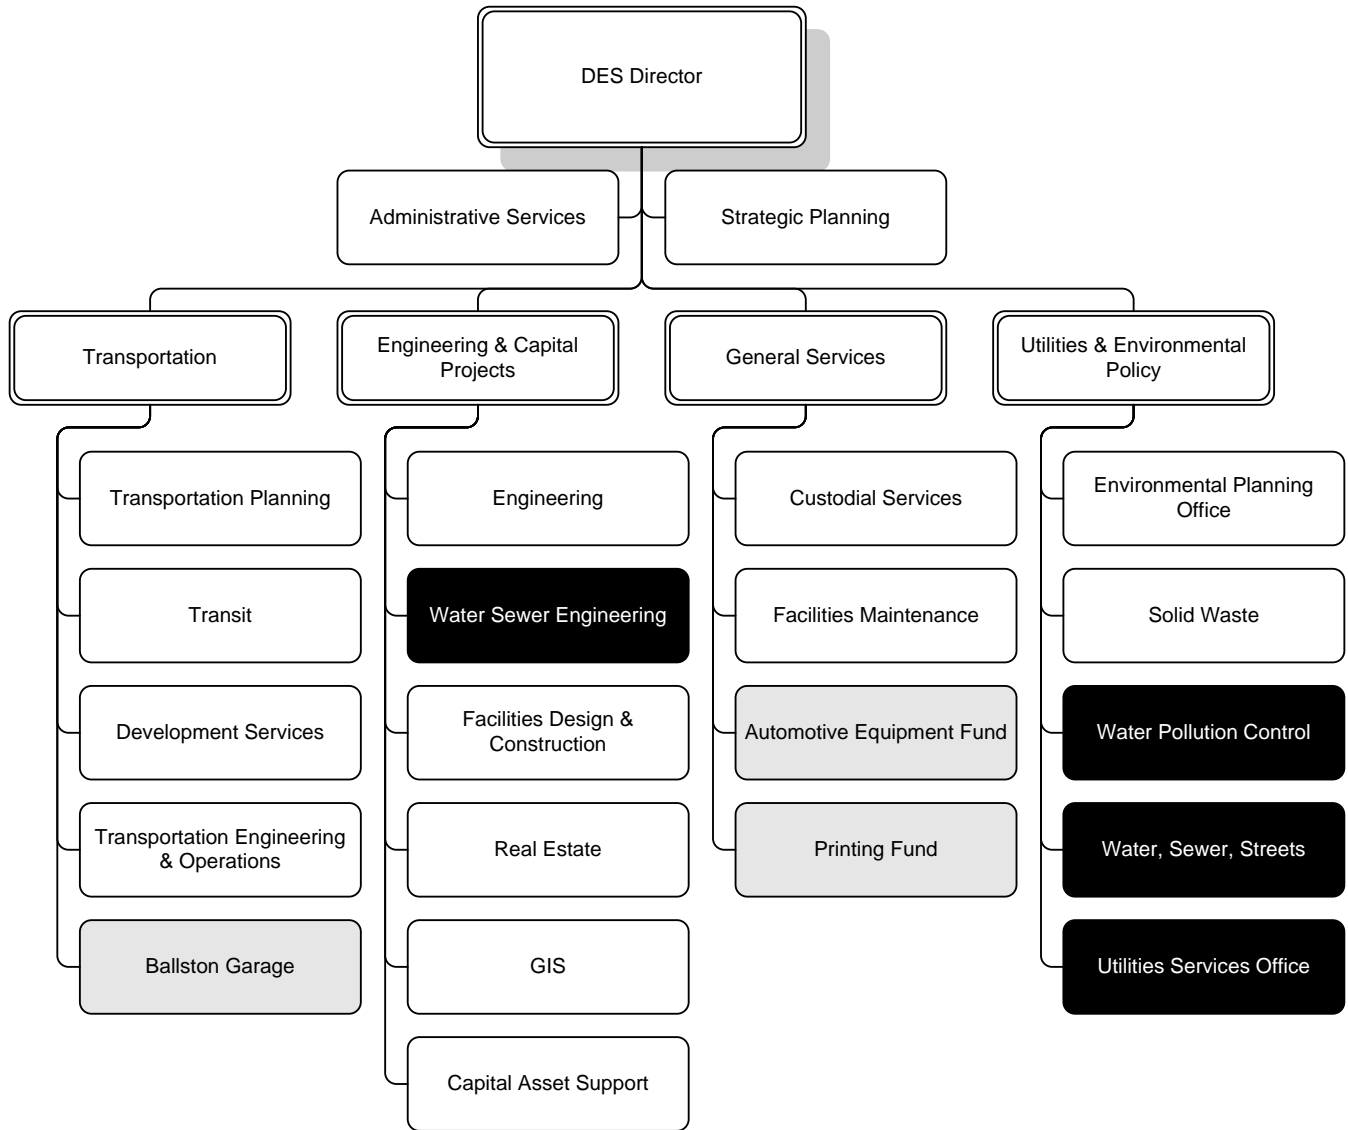 DES Director
Administrative Services
Strategic Planning
Transportation
Engineering & Capital
Projects
General Services
Utilities & Environmental
Policy
Transportation Planning
Engineering
Custodial Services
Environmental Planning
Office
Transit
Water Sewer Engineering
Facilities Maintenance
Solid Waste
Development Services
Facilities Design &
Construction
Automotive Equipment Fund
Water Pollution Control
Transportation Engineering
& Operations
Real Estate
Printing Fund
Water, Sewer, Streets
Ballston Garage
GIS
Utilities Services Office
Capital Asset Support